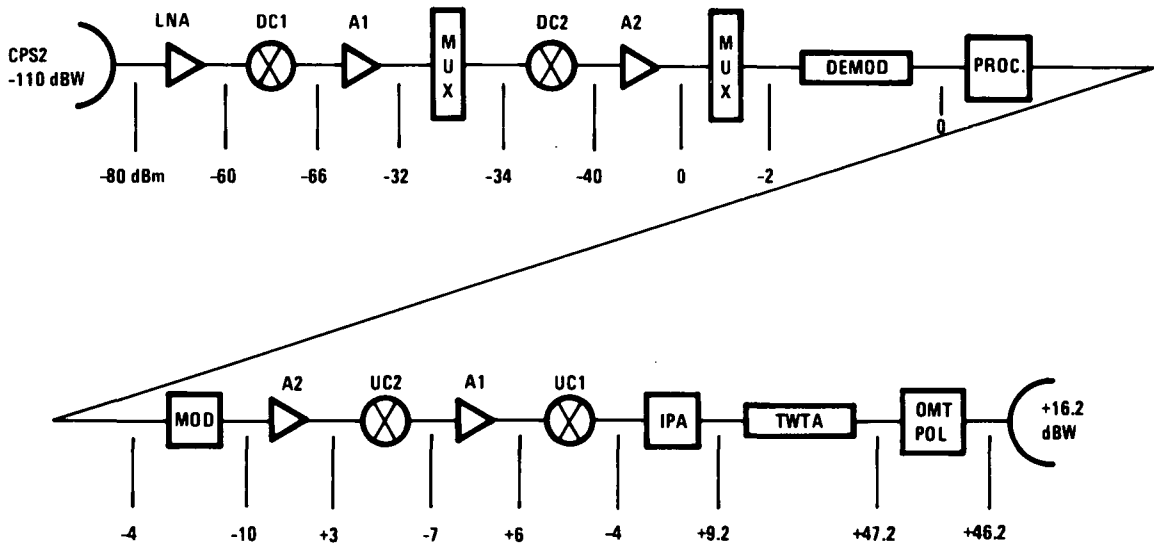 LNA DC1 A1 DC2 A2
CPS2
-110 dBW
MUX
MUX
DEMOD
PROC.
-80 dBm -60 -66 -32 -34 -40 0 -2 0
A2 UC2 A1 UC1
MOD
IPA
TWTA
OMT
POL
+16.2
dBW
-4 -10 +3 -7 +6 -4 +9.2 +47.2 +46.2